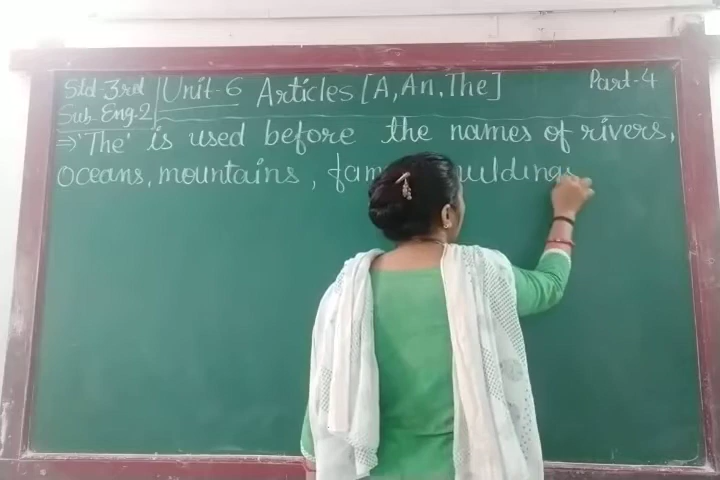 Std-3rd Unit-6 Articles [A, An, The] Part-4
Sub-Eng-2
⇒'The' is used before the names of rivers,
oceans, mountains,